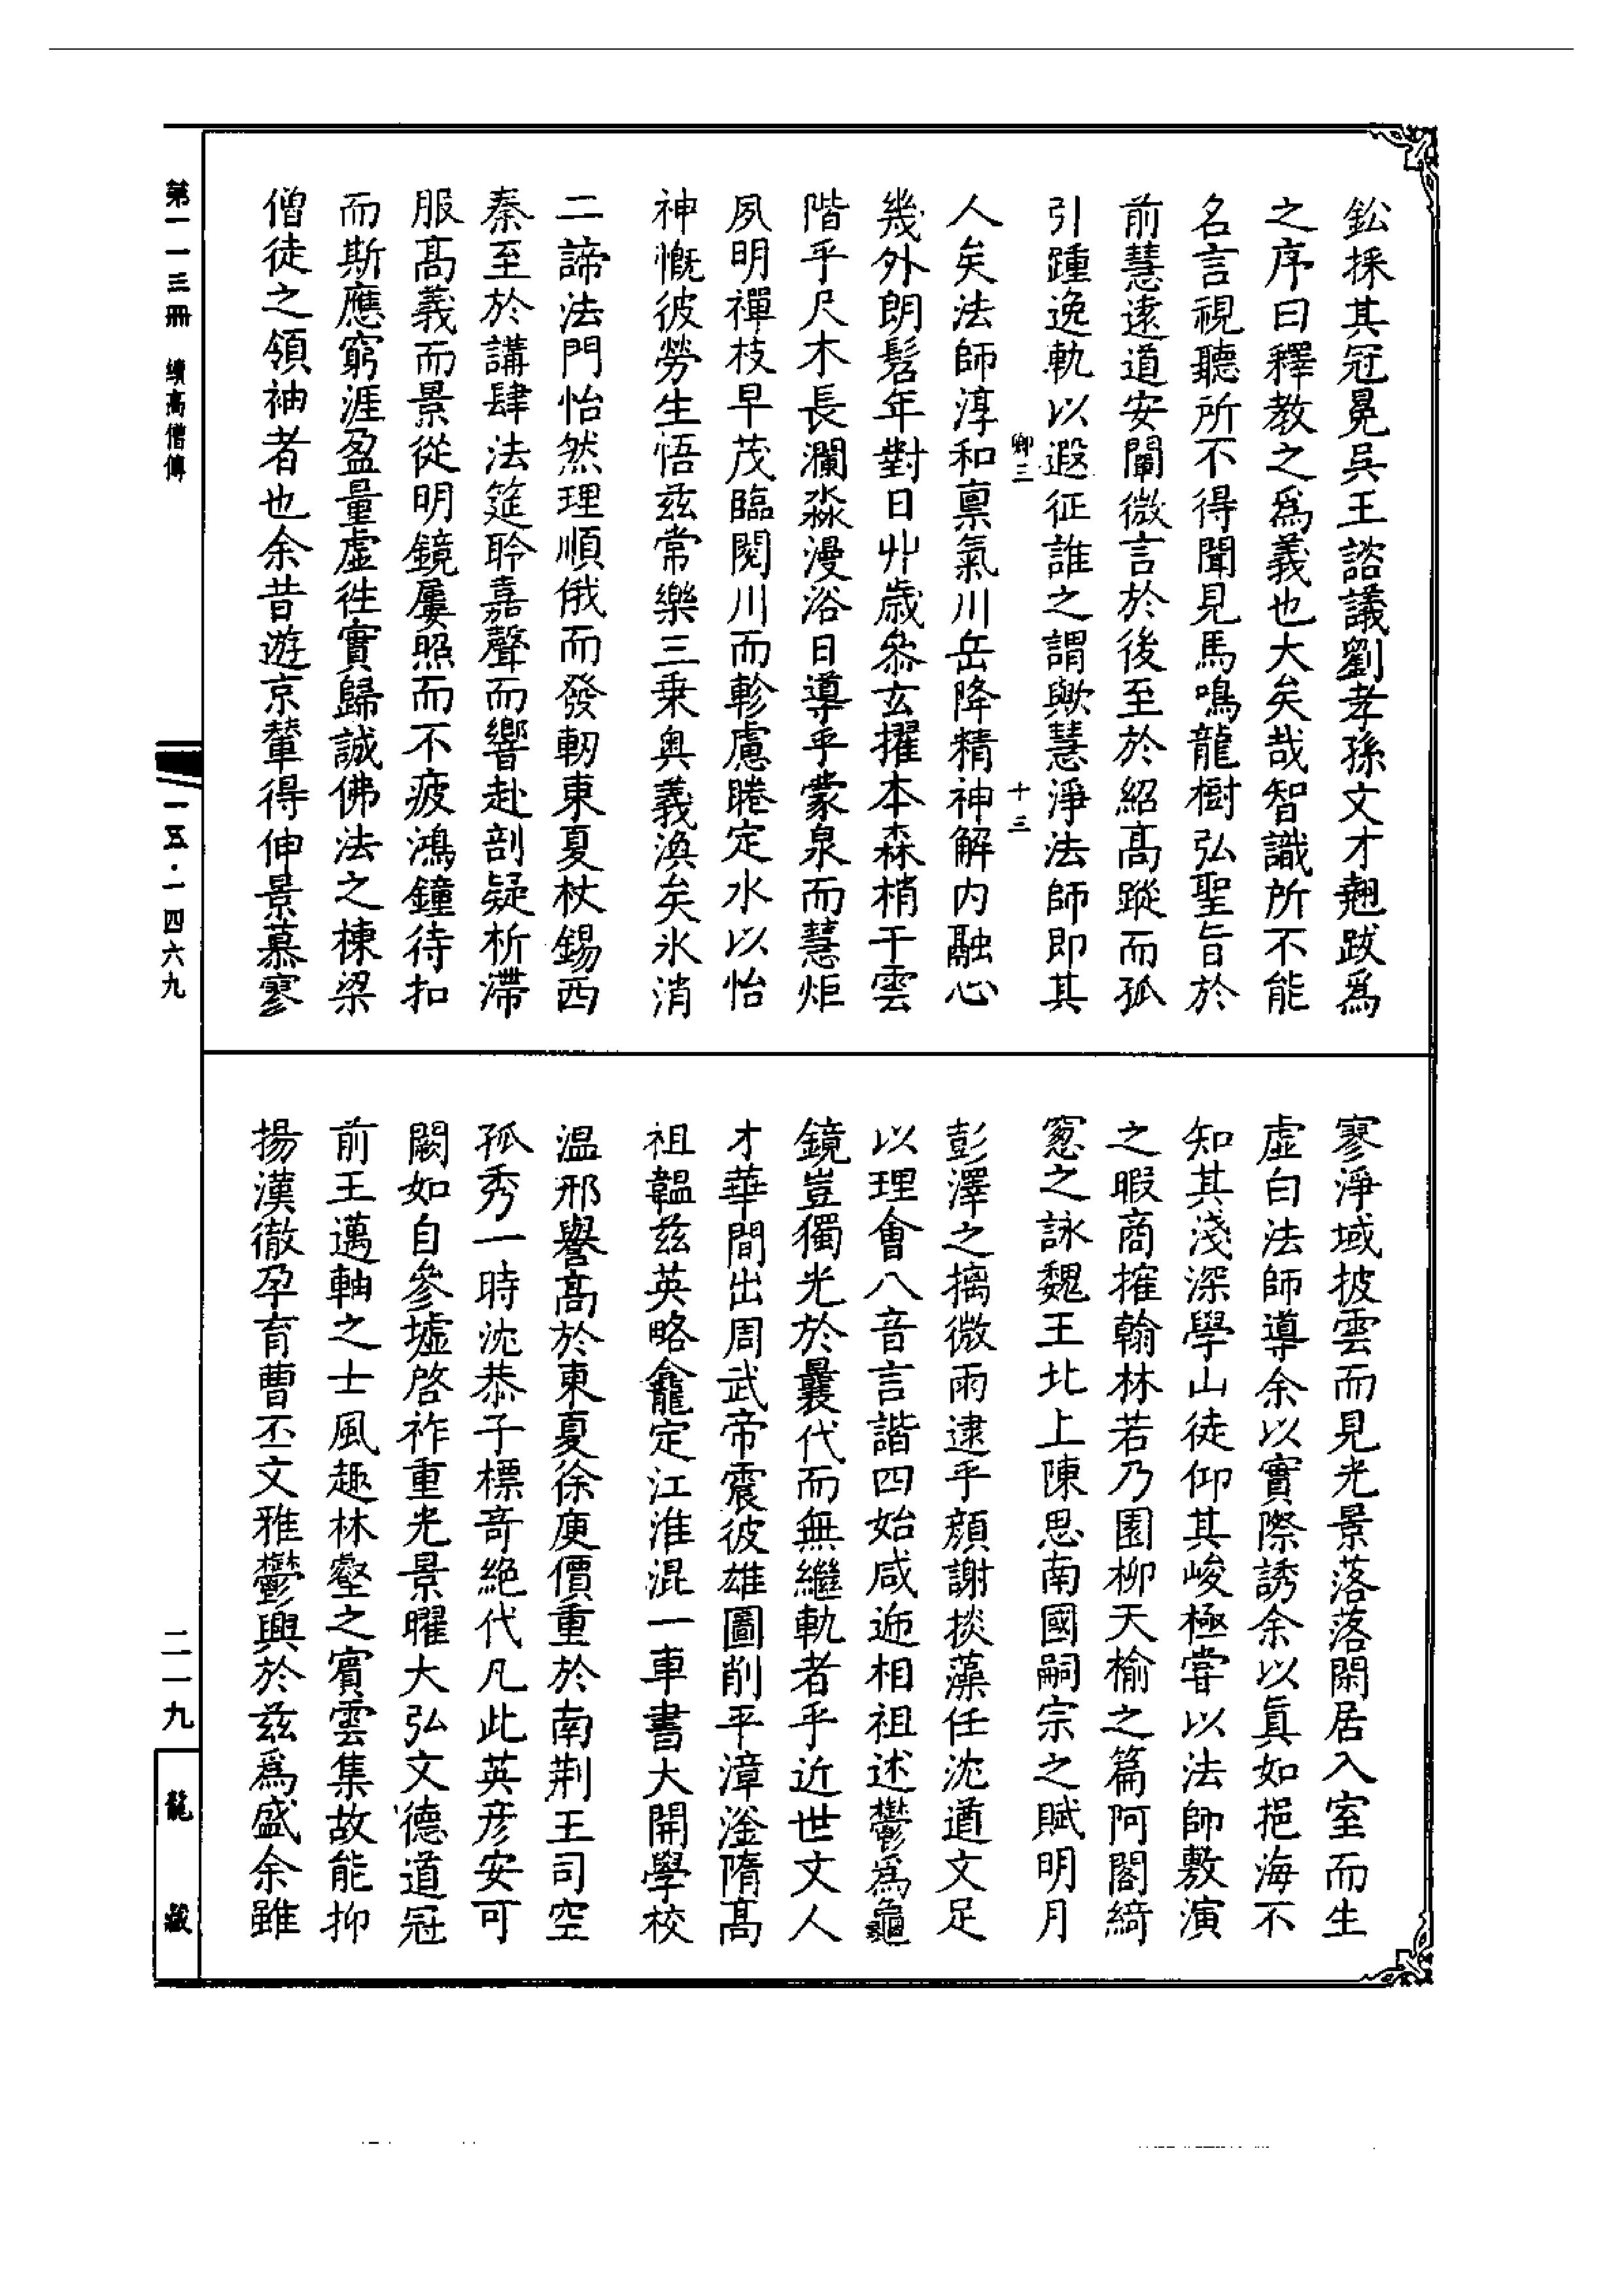 鈆採其冠冕吳王諮議劉孝孫文才翹跋爲
之序曰釋教之爲義也大矣哉智識所不能
名言視聽所不得聞見馬鳴龍樹弘聖旨於
前慧遠道安闡微言於後至於紹高蹤而孤
引踵逸軌以遐征誰之謂歟慧淨法師即其
卿三 十三
人矣法師淳和禀氣川岳降精神解内融心
幾外朗髫年對日丱歲叅玄擢本森梢干雲
階乎尺木長瀾淼漫浴日導乎蒙泉而慧炬
夙明禪枝早茂臨閱川而軫慮睠定水以怡
神慨彼勞生悟茲常樂三乗奥義渙矣氷消
二諦法門怡然理順俄而發軔東夏杖錫西
秦至於講肆法筵聆嘉聲而響赴剖疑析滯
服高義而景從明鏡屢照而不疲鴻鐘待扣
而斯應窮涯盈量虚徃實歸誠佛法之棟梁
僧徒之領袖者也余昔遊京輦得伸景慕寥
寥淨域披雲而見光景落落閑居入室而生
虚白法師導余以實際誘余以眞如挹海不
知其淺深學山徒仰其峻極甞以法師敷演
之暇商搉翰林若乃園柳天榆之篇阿閣綺
窻之詠魏王北上陳思南國嗣宗之賦明月
彭澤之摛微雨逮乎顔謝掞藻任沈遒文足
以理會八音言諧四始咸逓相祖述鬱爲龜
鏡豈獨光於曩代而無繼軌者乎近世文人
才華間出周武帝震彼雄圖削平漳滏隋高
祖韞兹英略龕定江淮混一車書大開學校
温邢譽高於東夏徐庾價重於南荆王司空
孤秀一時沈恭子標竒絶代凡此英彦安可
闕如自參墟啓祚重光景曜大弘文德道冠
前王邁軸之士風趣林壑之賓雲集故能抑
揚漢徹孕育曹丕文雅鬱興於兹爲盛余雖
第一一三冊 續高僧傳
一五·一四六九
二一九
龍藏